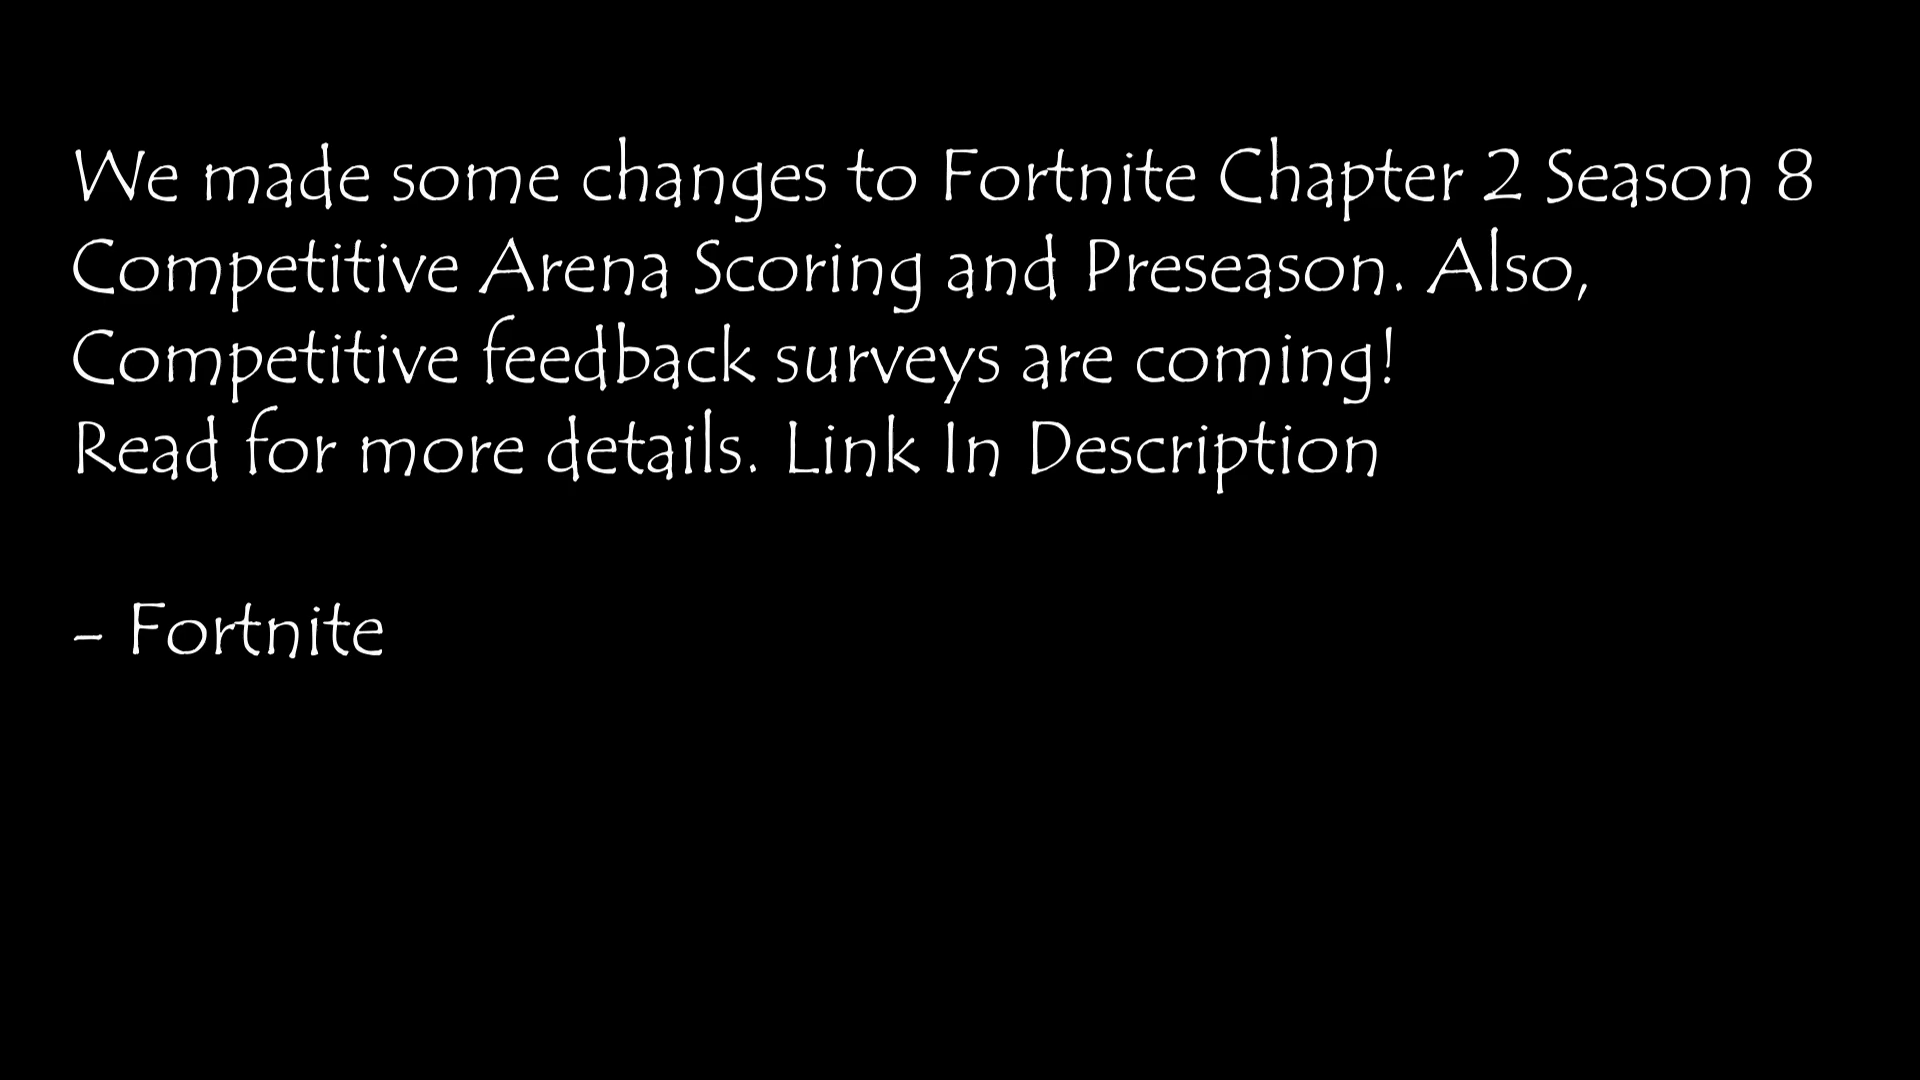 We made some changes to Fortnite Chapter 2 Season 8
Competitive Arena Scoring and Preseason. Also,
Competitive feedback surveys are coming!
Read for more details. Link In Description
- Fortnite